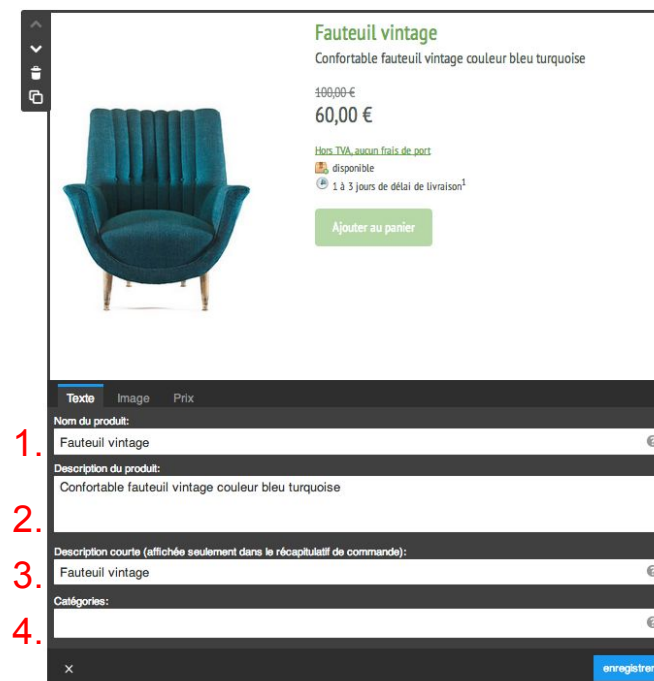 Fauteuil vintage
Confortable fauteuil vintage couleur bleu turquoise
100,00 €
60,00 €
Hors TVA, aucun frais de port
disponible
1 à 3 jours de délai de livraison1
Ajouter au panier
Texte Image Prix
Nom du produit:
1. Fauteuil vintage
Description du produit:
Confortable fauteuil vintage couleur bleu turquoise
2.
Description courte (affichée seulement dans le récapitulatif de commande):
3. Fauteuil vintage
Catégories:
4.
× enregistrer